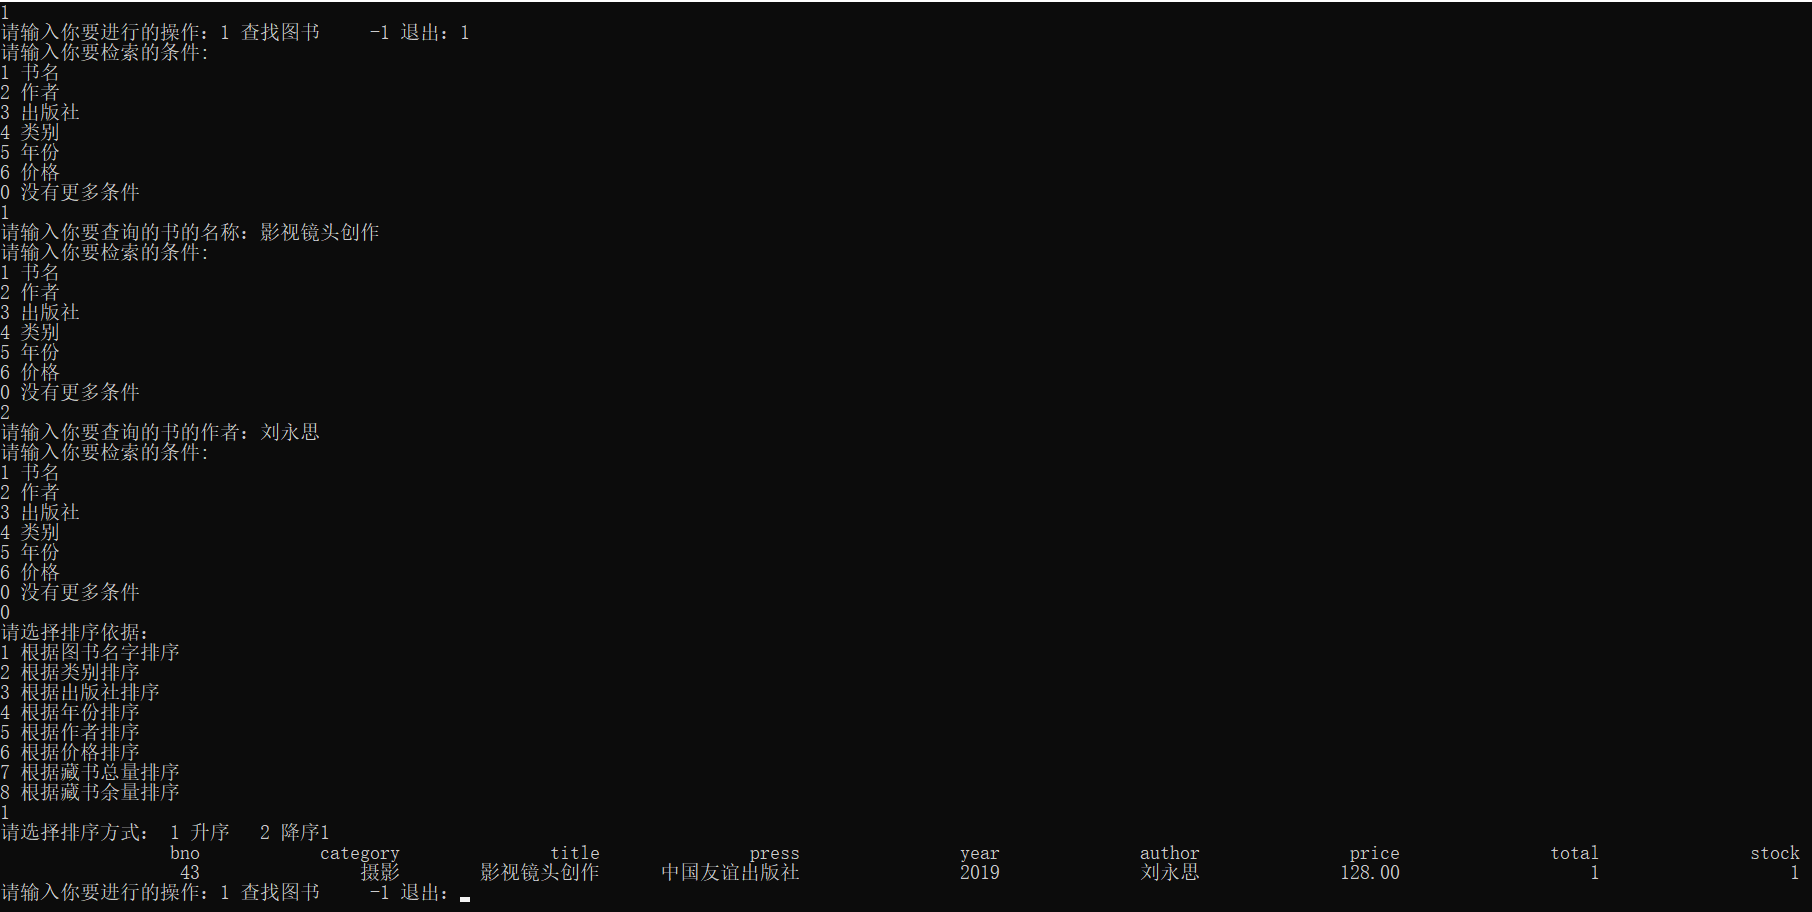 1
请输入你要进行的操作：1 查找图书     -1 退出：1
请输入你要检索的条件：
1 书名
2 作者
3 出版社
4 类别
5 年份
6 价格
0 没有更多条件
1
请输入你要查询的书的名称：影视镜头创作
请输入你要检索的条件：
1 书名
2 作者
3 出版社
4 类别
5 年份
6 价格
0 没有更多条件
2
请输入你要查询的书的作者：刘永思
请输入你要检索的条件：
1 书名
2 作者
3 出版社
4 类别
5 年份
6 价格
0 没有更多条件
0
请选择排序依据：
1 根据图书名字排序
2 根据类别排序
3 根据出版社排序
4 根据年份排序
5 根据作者排序
6 根据价格排序
7 根据藏书总量排序
8 根据藏书余量排序
1
请选择排序方式： 1 升序   2 降序1
bno category title press year author price total stock
43 摄影 影视镜头创作 中国友谊出版社 2019 刘永思 128.00 1 1
请输入你要进行的操作：1 查找图书     -1 退出：